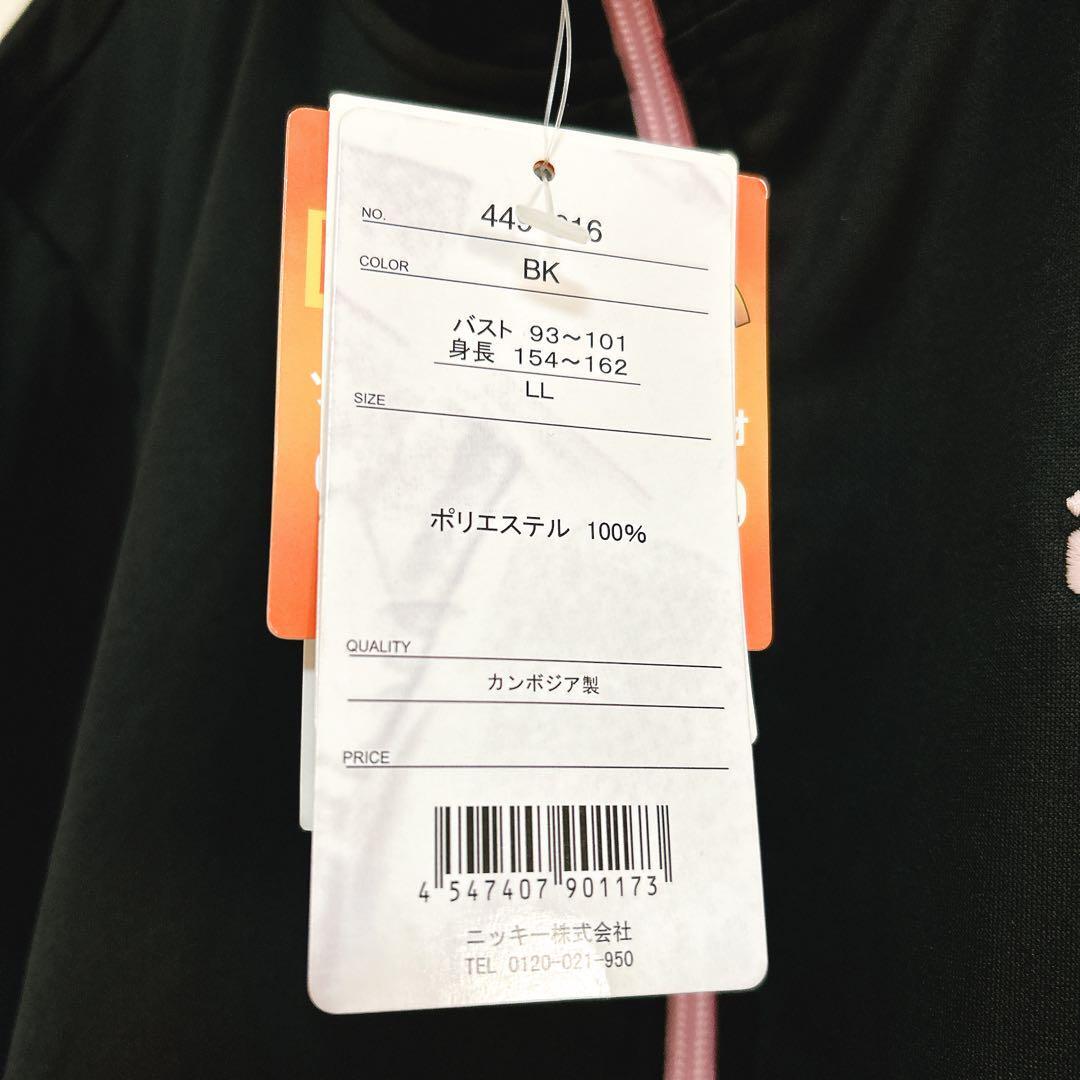 NO.
COLOR BK
バスト 93～101
身長 154～162
LL
SIZE
ポリエステル 100%
QUALITY
カンボジア製
PRICE
4 547407 901173
ニッキー株式会社
TEL 0120-021-950